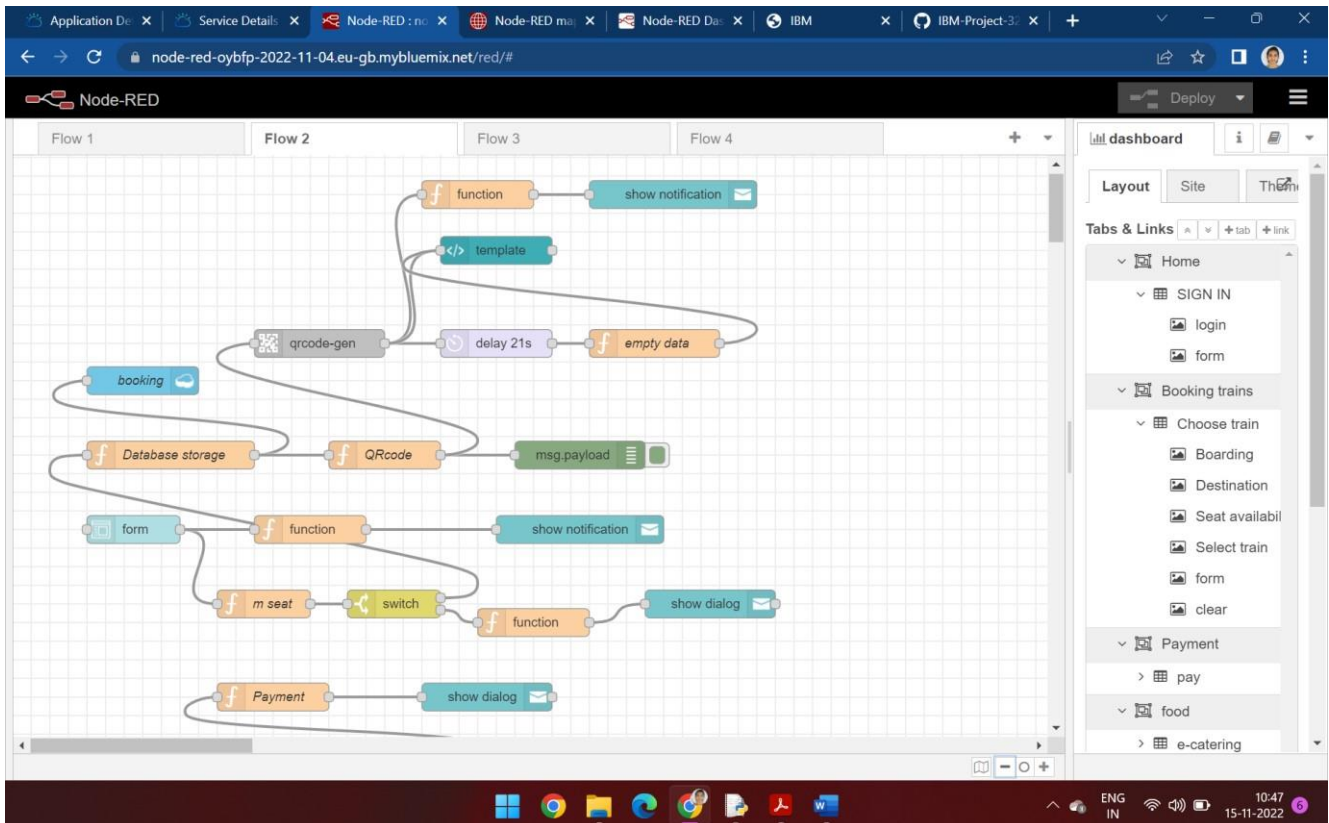 Application De
Service Details
Node-RED : no
Node-RED ma
Node-RED Das
IBM
IBM-Project-32
node-red-oybfp-2022-11-04.eu-gb.mybluemix.net/red/#
Node-RED
Deploy
Flow 1
Flow 2
Flow 3
Flow 4
dashboard
i
function
show notification
Layout
Site
Tabs & Links
+tab
+link
template
Home
SIGN IN
login
form
qrcode-gen
delay 21s
empty data
booking
Booking trains
Choose train
Boarding
Destination
Seat availabil
Select train
form
clear
Database storage
QRcode
msg.payload
form
function
show notification
m seat
switch
function
show dialog
Payment
pay
food
e-catering
Payment
show dialog
ENG
IN
10:47
15-11-2022
6